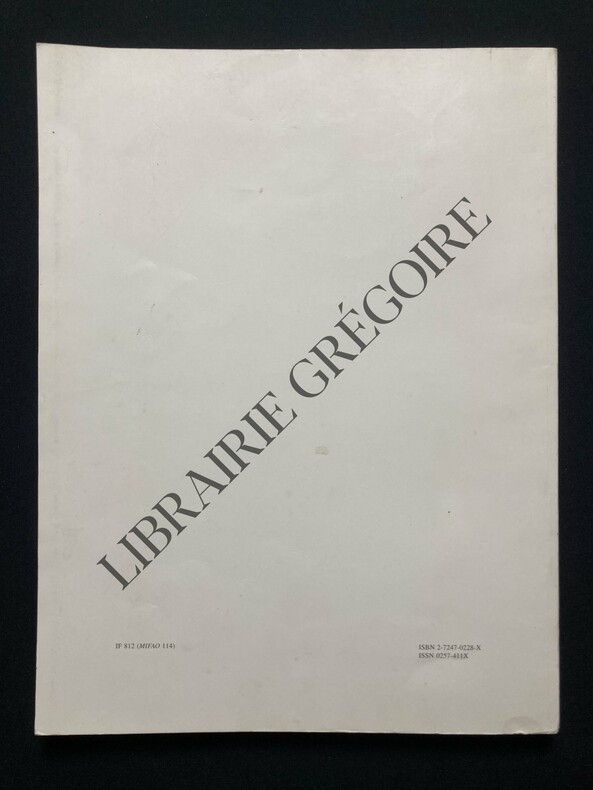 LIBRAIRIE GRÉGOIRE
IF 812 (MIFAO 114)
ISBN 2-7247-0228-X
ISSN 0257-411X